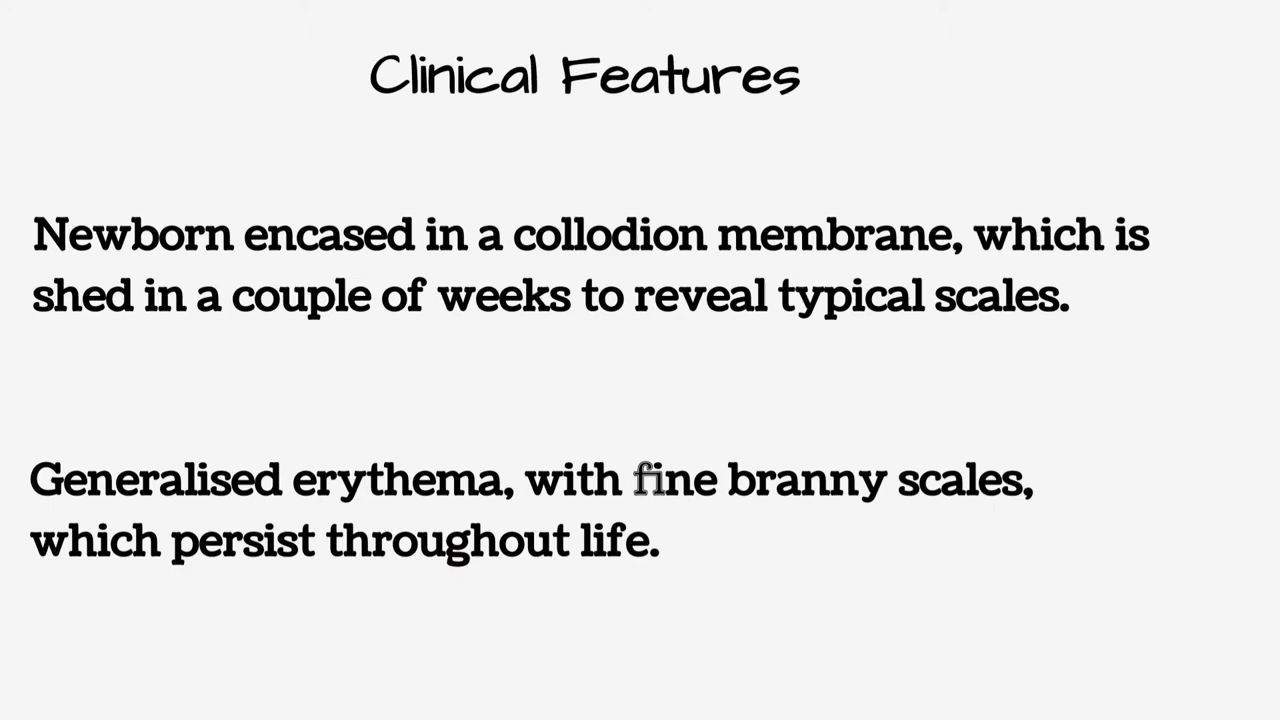 Clinical Features
Newborn encased in a collodion membrane, which is
shed in a couple of weeks to reveal typical scales.
Generalised erythema, with fine branny scales,
which persist throughout life.